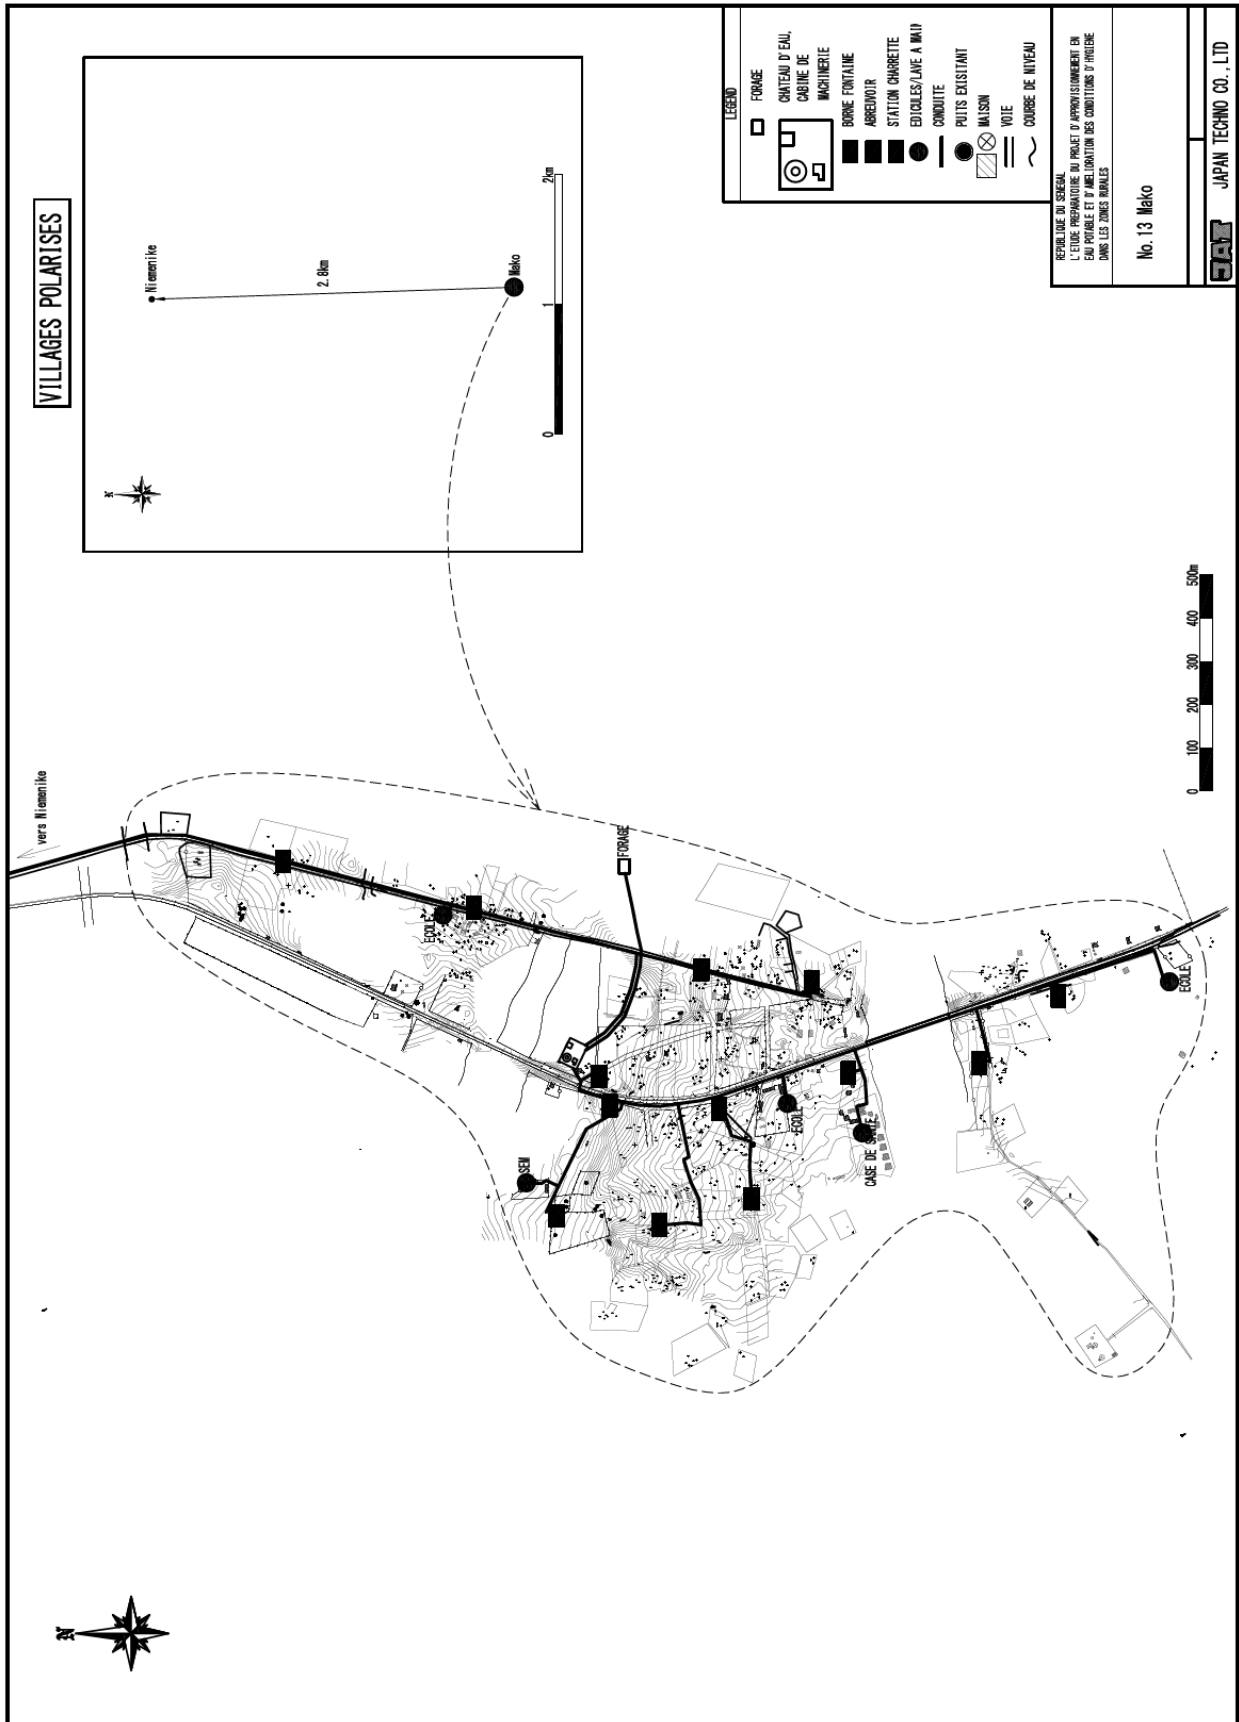 VILLAGES POLARISES
N
Niemenike
2.8km
Mako
0 1 2km
LEGEND
FORAGE
CHATEAU D'EAU,
CABINE DE
MACHINERIE
BORNE FONTAINE
ABREUVOIR
STATION CHARRETTE
EDICULES/LAVE A MAIN
CONDUITE
PUITS EXISITANT
MAISON
VOIE
COURBE DE NIVEAU
REPUBLIQUE DU SENEGAL
L'ETUDE PREPARATOIRE DU PROJET D'APPROVISIONNEMENT EN
EAU POTABLE ET D'AMELIORATION DES CONDITIONS D'HYGIENE
DANS LES ZONES RURALES
No.13 Mako
JAT JAPAN TECHNO CO.,LTD
vers Niemenike
ECOLE
FORAGE
SEM
ECOLE
CASE DE SANTE
ECOLE
0 100 200 300 400 500m
N